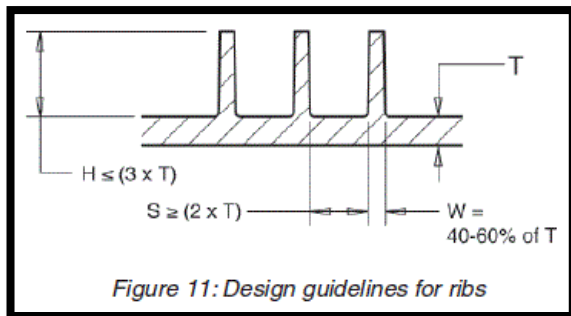 T
H ≤ (3 x T)
S ≥ (2 x T)
W =
40-60% of T
Figure 11: Design guidelines for ribs